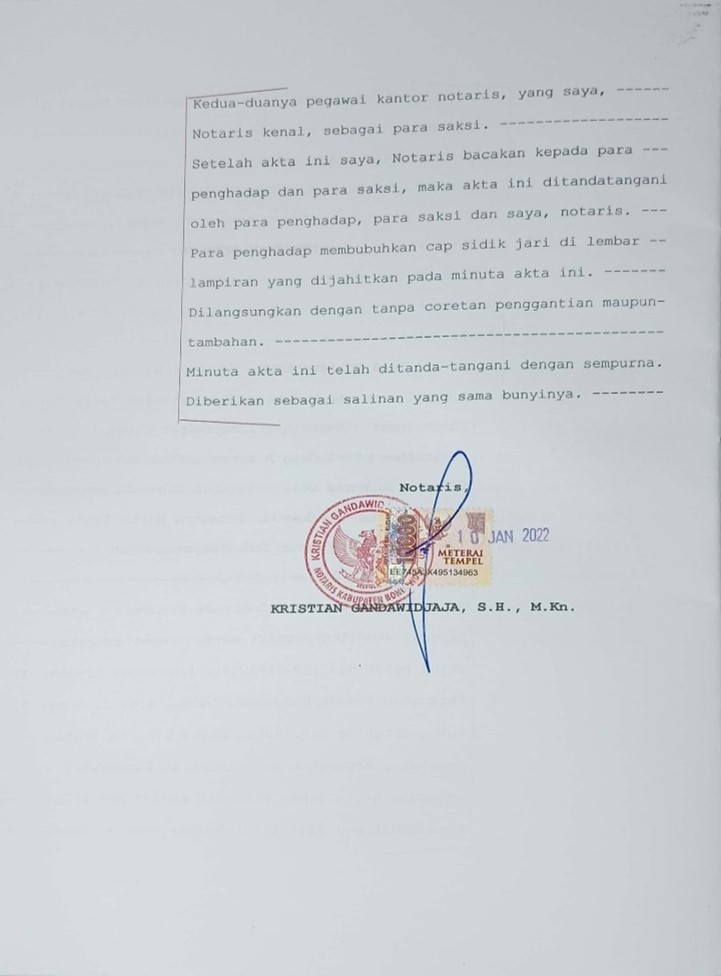 Kedua-duanya pegawai kantor notaris, yang saya, ------
Notaris kenal, sebagai para saksi. -------------------
Setelah akta ini saya, Notaris bacakan kepada para ---
penghadap dan para saksi, maka akta ini ditandatangani
oleh para penghadap, para saksi dan saya, notaris. ---
Para penghadap membubuhkan cap sidik jari di lembar --
lampiran yang dijahitkan pada minuta akta ini. -------
Dilangsungkan dengan tanpa coretan penggantian maupun-
tambahan. --------------------------------------------
Minuta akta ini telah ditanda-tangani dengan sempurna.
Diberikan sebagai salinan yang sama bunyinya. --------
Notaris,
KRISTIAN GANDAWID
NOTARIS KABUPATEN
10000
10 JAN 2022
METERAI
TEMPEL
K495134963
KRISTIAN GANDAWIDJAJA, S.H., M.Kn.